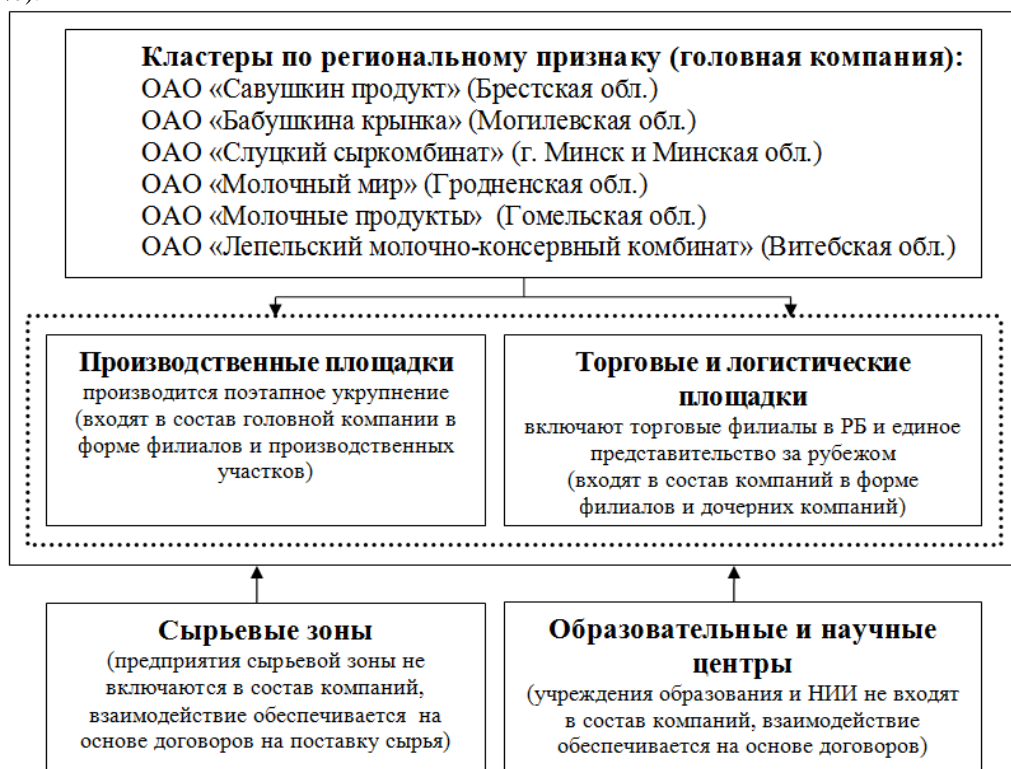 Кластеры по региональному признаку (головная компания):
ОАО «Савушкин продукт» (Брестская обл.)
ОАО «Бабушкина крынка» (Могилевская обл.)
ОАО «Слуцкий сыркомбинат» (г. Минск и Минская обл.)
ОАО «Молочный мир» (Гродненская обл.)
ОАО «Молочные продукты» (Гомельская обл.)
ОАО «Лепельский молочно-консервный комбинат» (Витебская обл.)
Производственные площадки
производится поэтапное укрупнение
(входят в состав головной компании в
форме филиалов и производственных
участков)
Торговые и логистические
площадки
включают торговые филиалы в РБ и единое
представительство за рубежом
(входят в состав компаний в форме
филиалов и дочерних компаний)
Сырьевые зоны
(предприятия сырьевой зоны не
включаются в состав компаний,
взаимодействие обеспечивается на
основе договоров на поставку сырья)
Образовательные и научные
центры
(учреждения образования и НИИ не входят
в состав компаний, взаимодействие
обеспечивается на основе договоров)